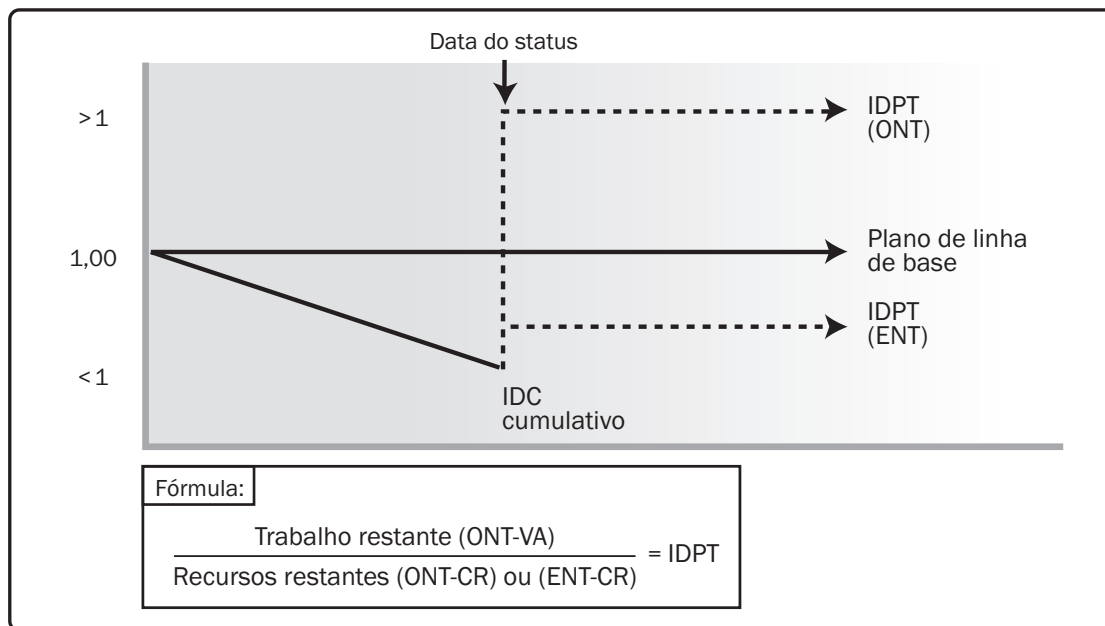 Data do status
>1
IDPT
(ONT)
1,00
Plano de linha
de base
IDPT
(ENT)
<1
IDC
cumulativo
Fórmula:
Trabalho restante (ONT-VA)
Recursos restantes (ONT-CR) ou (ENT-CR)
= IDPT